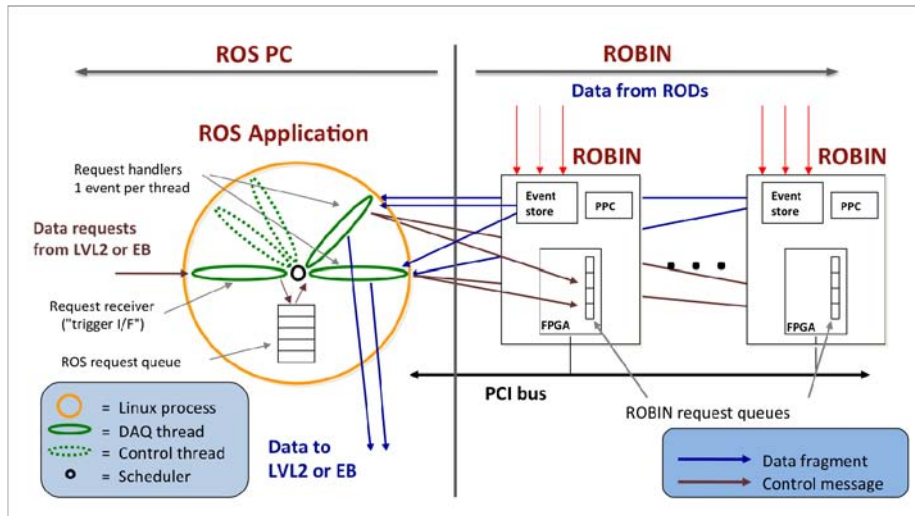 ROS PC
ROBIN
Data from RODs
ROS Application
ROBIN
ROBIN
Request handlers
1 event per thread
Event
store
PPC
Event
store
PPC
Data requests
from LVL2 or EB
Request receiver
("trigger I/F")
FPGA
FPGA
ROS request queue
PCI bus
ROBIN request queues
= Linux process
= DAQ thread
= Control thread
= Scheduler
Data to
LVL2 or EB
Data fragment
Control message